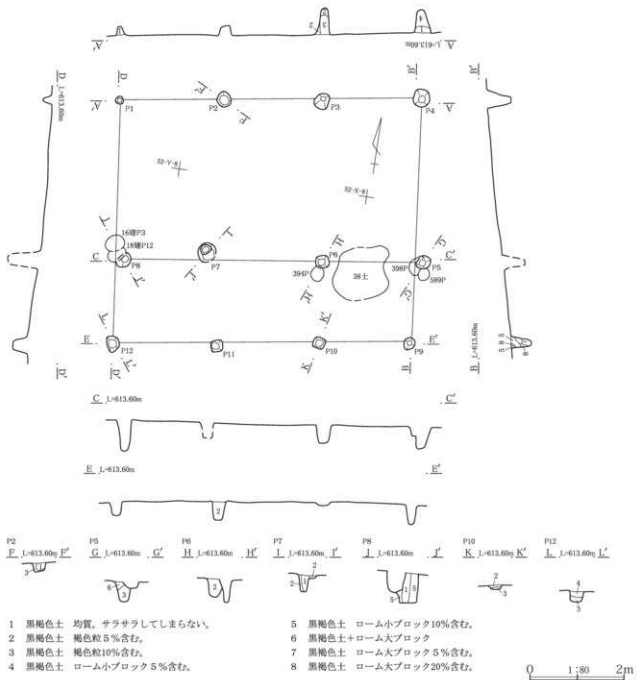 A' L=613.60m A
D D' B' B'
D L=613.60m
A' P1 P2 P3 P4 A
F F'
52-Y-8
52-X-8
16建P3
18建P12
C P8 P7 P6 398P P5 C'
394P 38土 589P
I I' J J' H H' G G'
K' K
E P12 P11 P10 P9 E'
L L'
D' D' B B L=613.60m
C L=613.60m C'
E L=613.60m E'
2
P2 P5 P6 P7 P8 P10 P12
F L=613.60m F' G L=613.60m G' H L=613.60m H' I L=613.60m I' J L=613.60m J' K L=613.60m K' L L=613.60m L'
1 黒褐色土 均質。サラサラしてしまらない。
2 黒褐色土 褐色粒5%含む。
3 黒褐色土 褐色粒10%含む。
4 黒褐色土 ローム小ブロック5%含む。
5 黒褐色土 ローム小ブロック10%含む。
6 黒褐色土+ローム大ブロック
7 黒褐色土 ローム大ブロック5%含む。
8 黒褐色土 ローム大ブロック20%含む。
0 1:80 2m